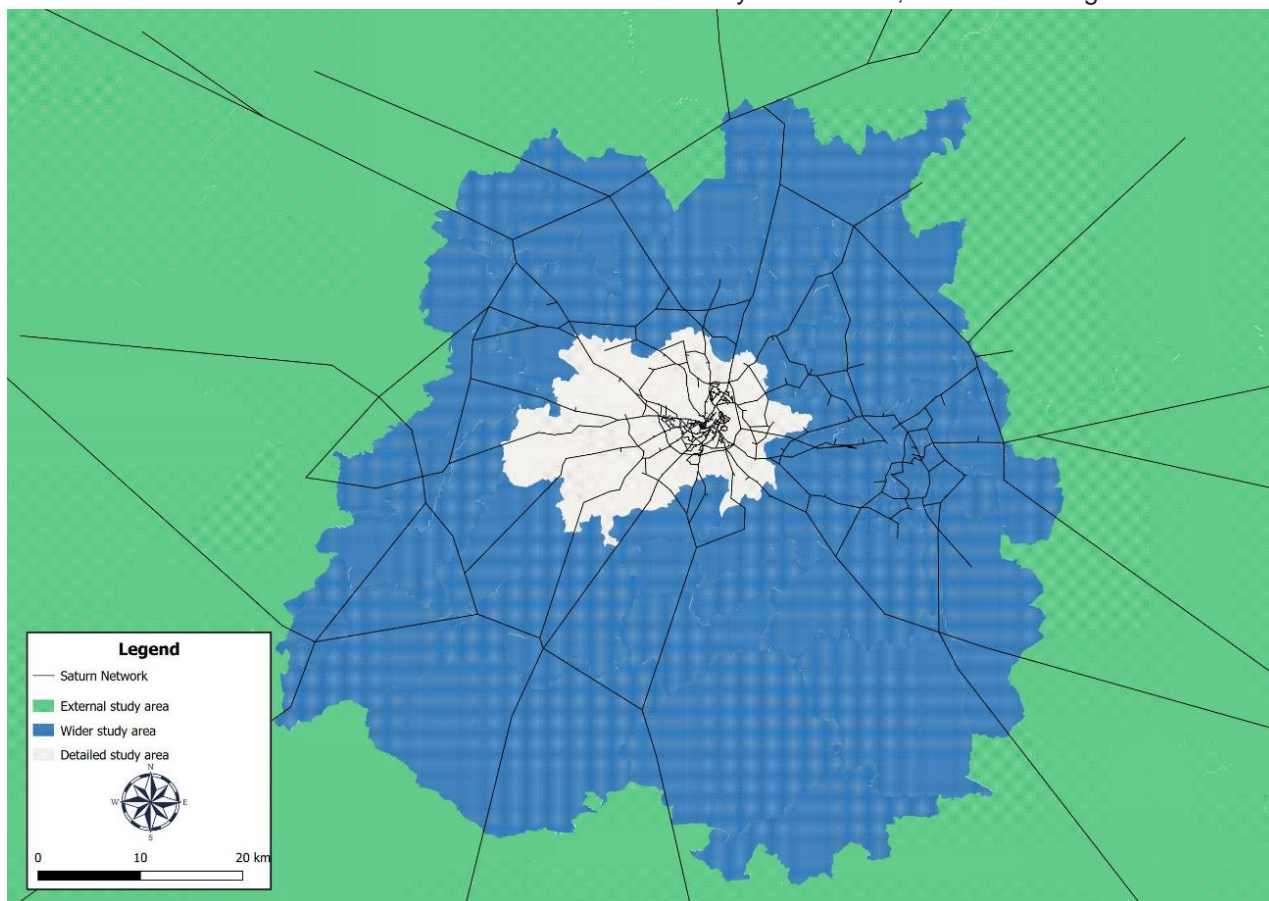 Legend
Saturn Network
External study area
Wider study area
Detailed study area
N
W E
S
0 10 20 km